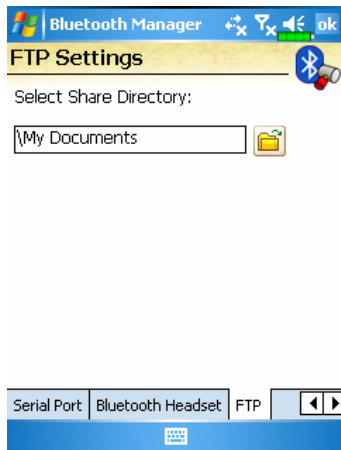 Bluetooth Manager ok
FTP Settings
Select Share Directory:
\My Documents
Serial Port Bluetooth Headset FTP